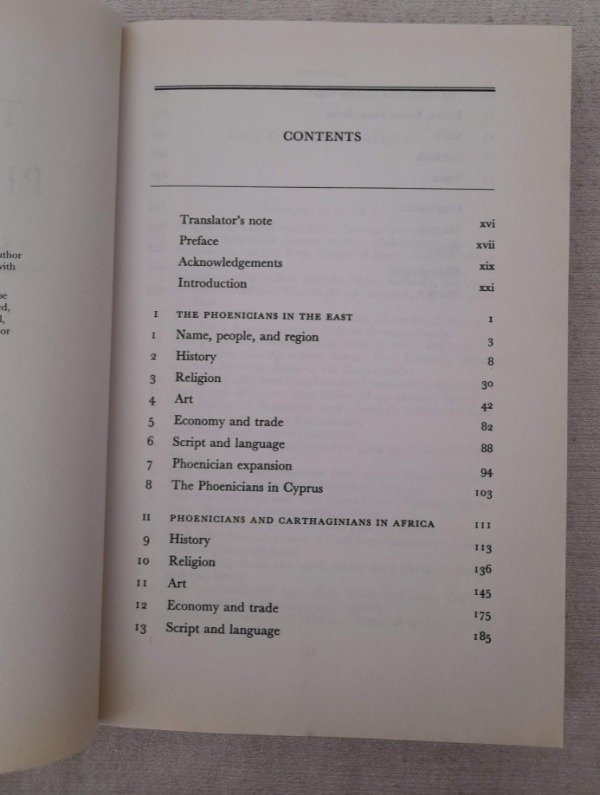 CONTENTS
Translator's note xvi
Preface xvii
Acknowledgements xix
Introduction xxi
I THE PHOENICIANS IN THE EAST 1
1 Name, people, and region 3
2 History 8
3 Religion 30
4 Art 42
5 Economy and trade 82
6 Script and language 88
7 Phoenician expansion 94
8 The Phoenicians in Cyprus 103
II PHOENICIANS AND CARTHAGINIANS IN AFRICA 111
9 History 113
10 Religion 136
11 Art 145
12 Economy and trade 175
13 Script and language 185